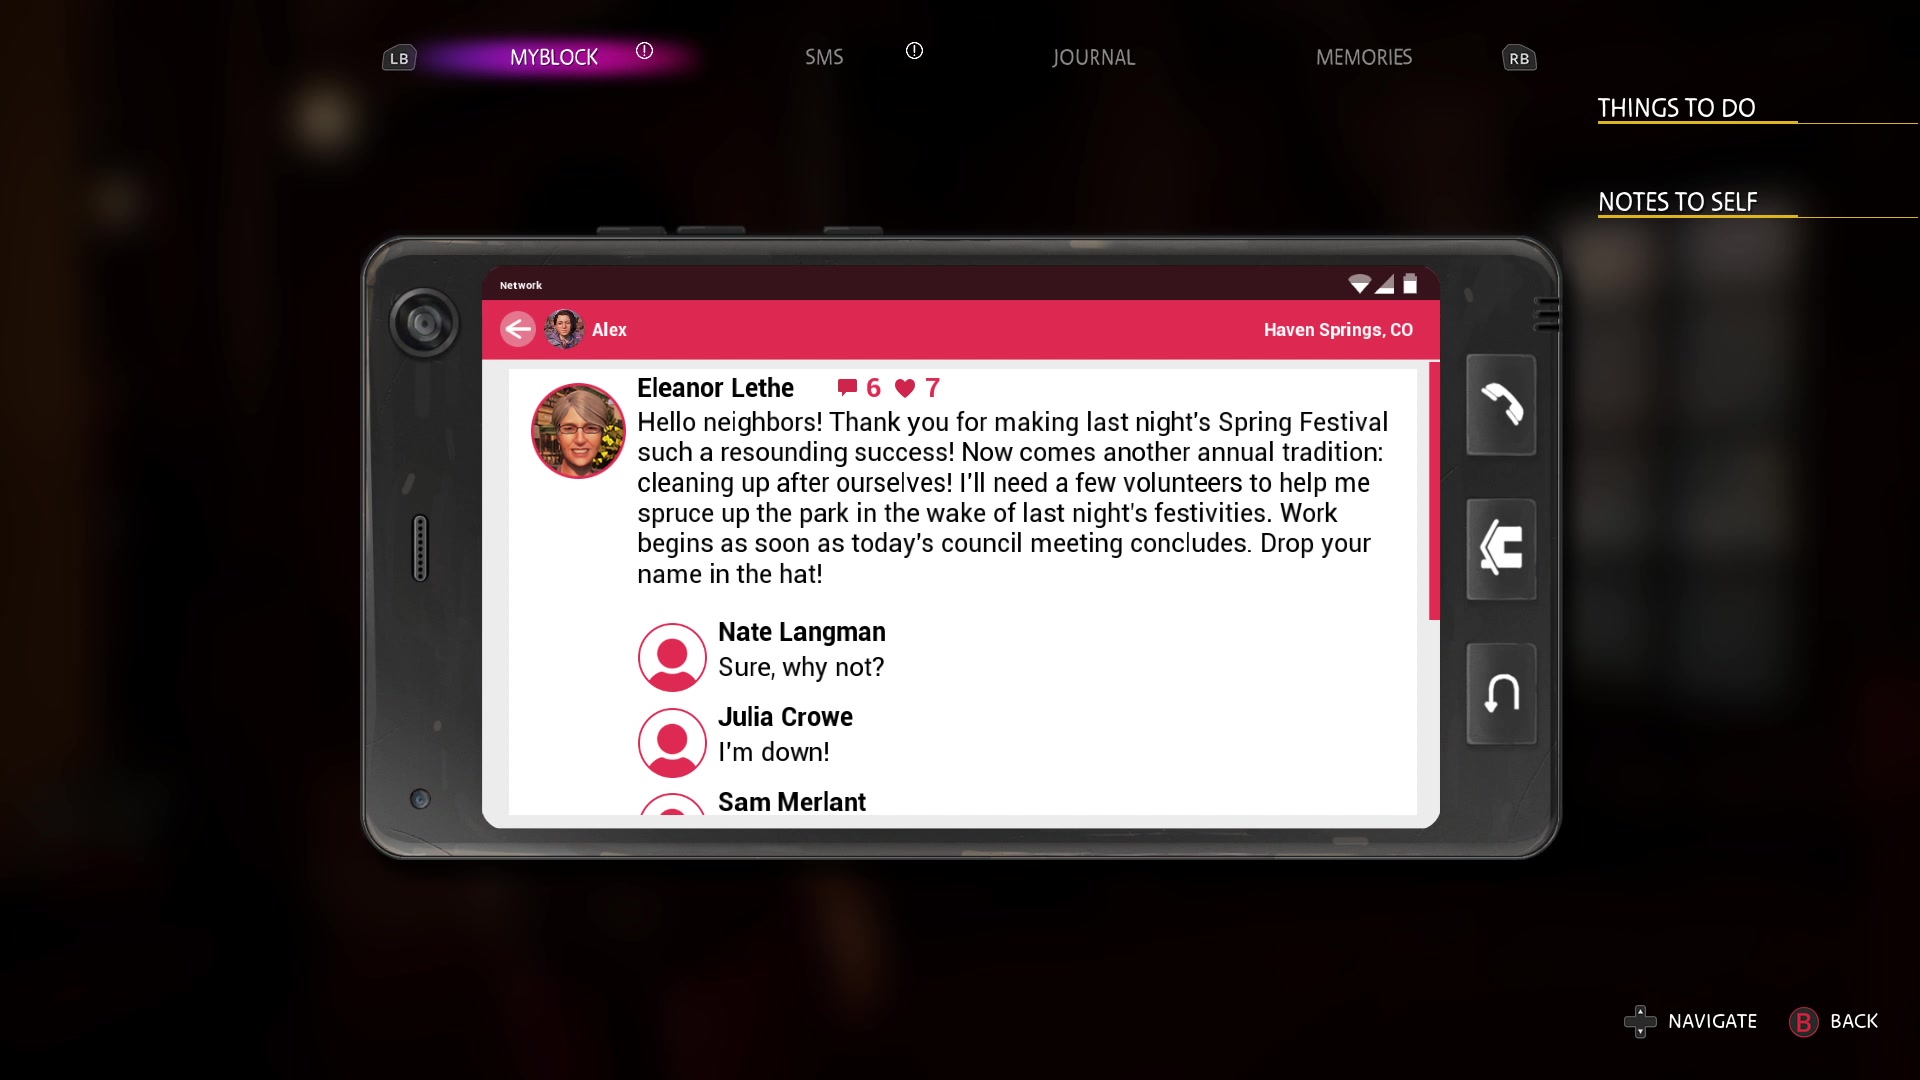 LB MYBLOCK SMS JOURNAL MEMORIES RB
THINGS TO DO
NOTES TO SELF
Network
Alex Haven Springs, CO
Eleanor Lethe 6 7
Hello neighbors! Thank you for making last night's Spring Festival
such a resounding success! Now comes another annual tradition:
cleaning up after ourselves! I'll need a few volunteers to help me
spruce up the park in the wake of last night's festivities. Work
begins as soon as today's council meeting concludes. Drop your
name in the hat!
Nate Langman
Sure, why not?
Julia Crowe
I'm down!
Sam Merlant
NAVIGATE B BACK